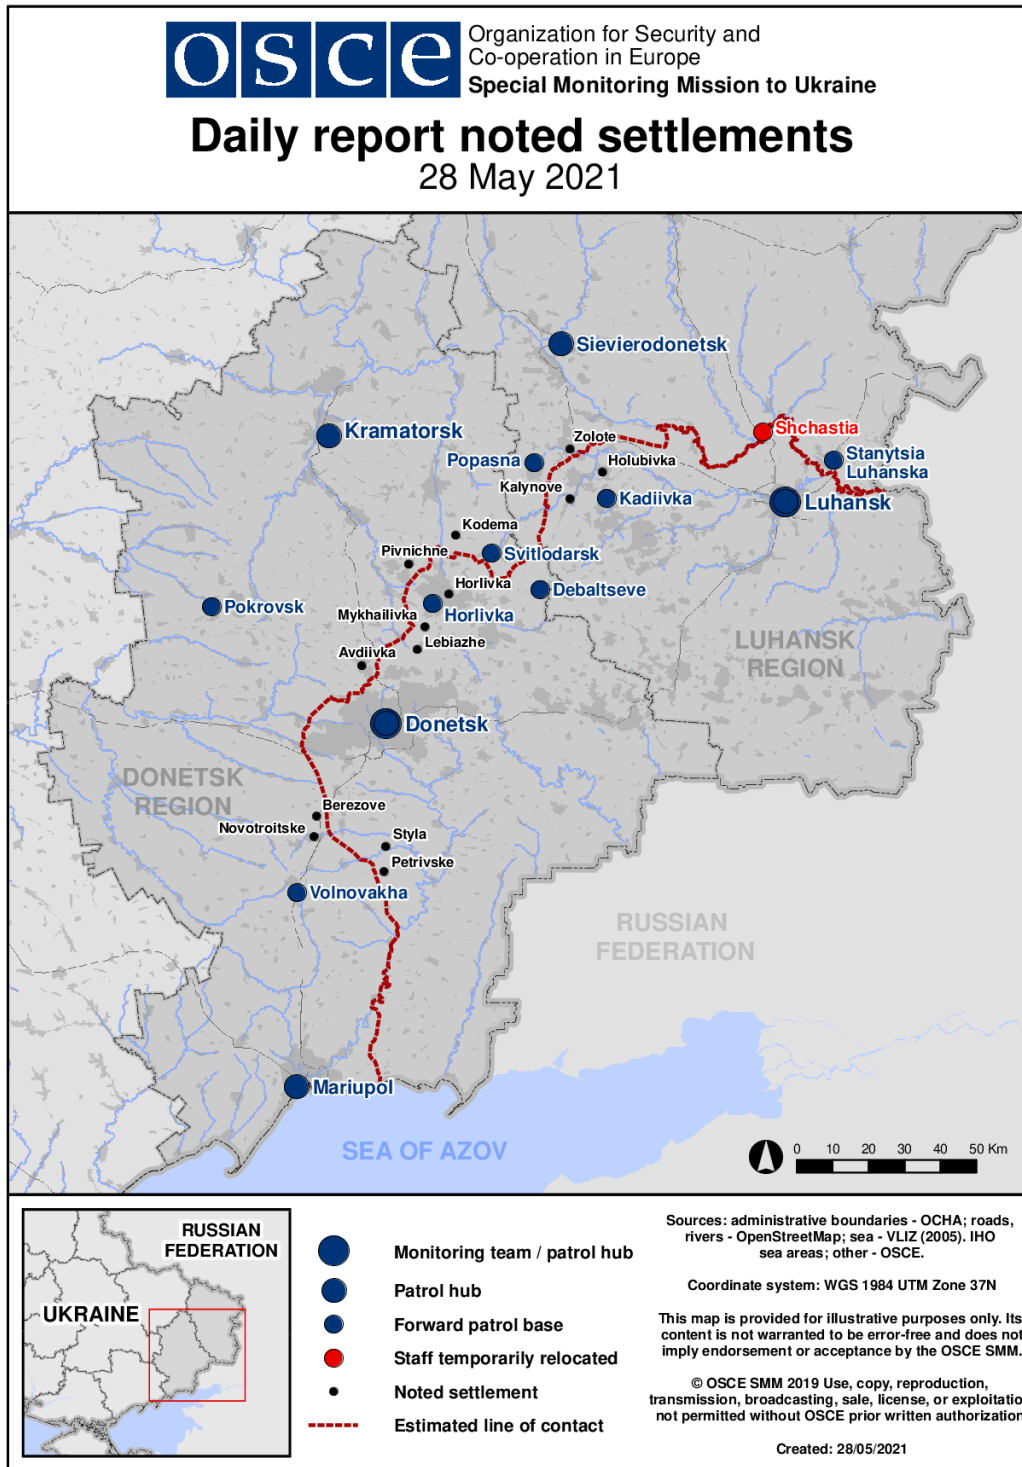 osce
Organization for Security and
Co-operation in Europe
Special Monitoring Mission to Ukraine
Daily report noted settlements
28 May 2021
Sievierodonetsk
Kramatorsk
Shchastia
Zolote
Popasna
Holubivka
Stanytsia
Luhanska
Kalynove
Kadiivka
Luhansk
Kodema
Pivnichne
Svitlodarsk
Horlivka
Debaltseve
Pokrovsk
Mykhailivka
Horlivka
Lebiazhe
Avdiivka
LUHANSK
REGION
Donetsk
DONETSK
REGION
Berezove
Novotroitske
Styla
Petrivske
Volnovakha
RUSSIAN
FEDERATION
Mariupol
SEA OF AZOV
0 10 20 30 40 50 Km
RUSSIAN
FEDERATION
UKRAINE
Monitoring team / patrol hub
Patrol hub
Forward patrol base
Staff temporarily relocated
Noted settlement
Estimated line of contact
Sources: administrative boundaries - OCHA; roads,
rivers - OpenStreetMap; sea - VLIZ (2005). IHO
sea areas; other - OSCE.
Coordinate system: WGS 1984 UTM Zone 37N
This map is provided for illustrative purposes only. Its
content is not warranted to be error-free and does not
imply endorsement or acceptance by the OSCE SMM.
© OSCE SMM 2019 Use, copy, reproduction,
transmission, broadcasting, sale, license, or exploitatio
not permitted without OSCE prior written authorization
Created: 28/05/2021